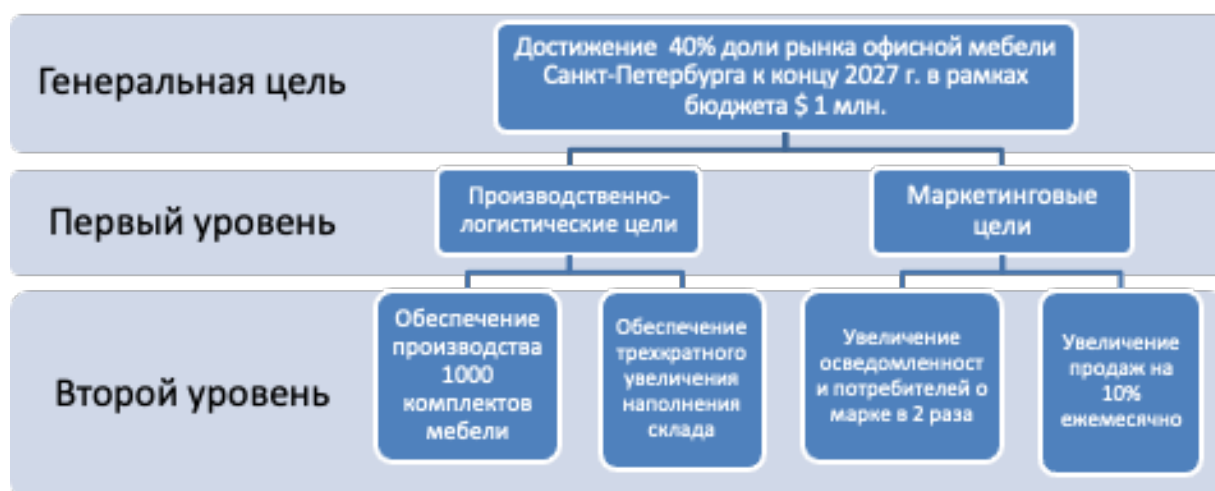 Генеральная цель
Достижение 40% доли рынка офисной мебели
Санкт-Петербурга к концу 2027 г. в рамках
бюджета $ 1 млн.
Первый уровень
Производственно-
логистические цели
Маркетинговые
цели
Второй уровень
Обеспечение
производства
1000
комплектов
мебели
Обеспечение
трехкратного
увеличения
наполнения
склада
Увеличение
осведомленност
и потребителей о
марке в 2 раза
Увеличение
продаж на
10%
ежемесячно